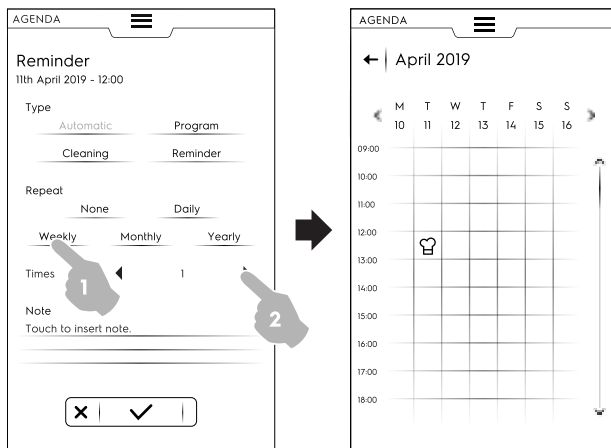 AGENDA
Reminder
11th April 2019 - 12:00
Type
Automatic Program
Cleaning Reminder
Repeat
None Daily
Weekly Monthly Yearly
Times 1
1
2
Note
Touch to insert note.
AGENDA
April 2019
M T W T F S S
10 11 12 13 14 15 16
09:00
10:00
11:00
12:00
13:00
14:00
15:00
16:00
17:00
18:00